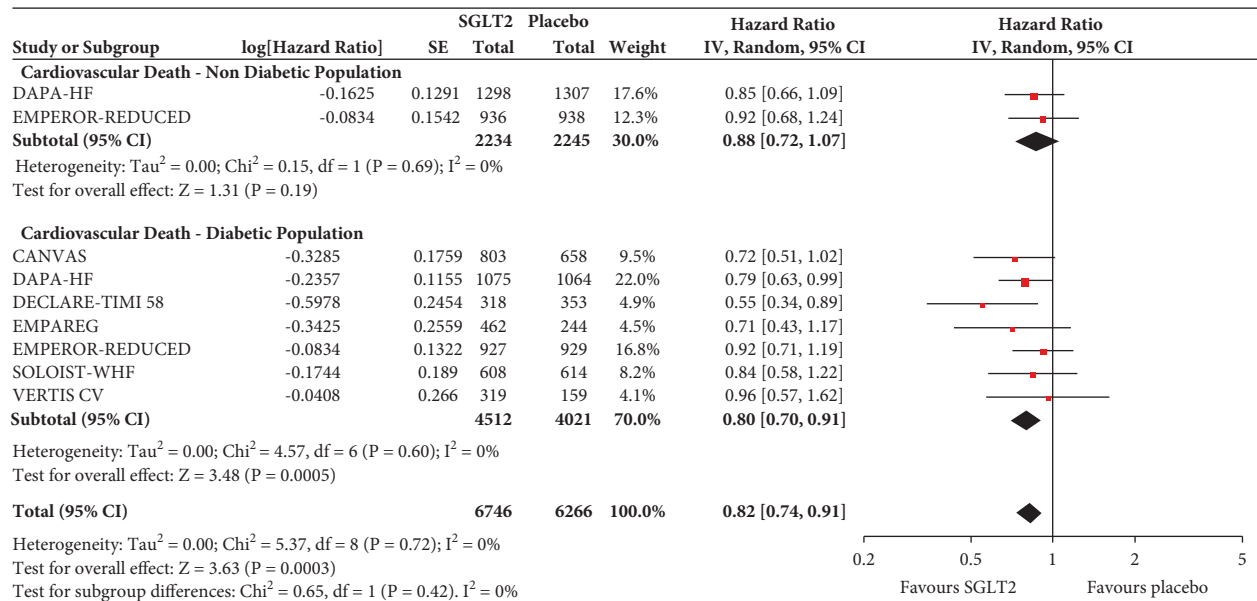 SGLT2 Placebo Hazard Ratio Hazard Ratio
Study or Subgroup log[Hazard Ratio] SE Total Total Weight IV, Random, 95% CI IV, Random, 95% CI
Cardiovascular Death - Non Diabetic Population
DAPA-HF -0.1625 0.1291 1298 1307 17.6% 0.85 [0.66, 1.09]
EMPEROR-REDUCED -0.0834 0.1542 936 938 12.3% 0.92 [0.68, 1.24]
Subtotal (95% CI) 2234 2245 30.0% 0.88 [0.72, 1.07]
Heterogeneity: Tau² = 0.00; Chi² = 0.15, df = 1 (P = 0.69); I² = 0%
Test for overall effect: Z = 1.31 (P = 0.19)
Cardiovascular Death - Diabetic Population
CANVAS -0.3285 0.1759 803 658 9.5% 0.72 [0.51, 1.02]
DAPA-HF -0.2357 0.1155 1075 1064 22.0% 0.79 [0.63, 0.99]
DECLARE-TIMI 58 -0.5978 0.2454 318 353 4.9% 0.55 [0.34, 0.89]
EMPAREG -0.3425 0.2559 462 244 4.5% 0.71 [0.43, 1.17]
EMPEROR-REDUCED -0.0834 0.1322 927 929 16.8% 0.92 [0.71, 1.19]
SOLOIST-WHF -0.1744 0.189 608 614 8.2% 0.84 [0.58, 1.22]
VERTIS CV -0.0408 0.266 319 159 4.1% 0.96 [0.57, 1.62]
Subtotal (95% CI) 4512 4021 70.0% 0.80 [0.70, 0.91]
Heterogeneity: Tau² = 0.00; Chi² = 4.57, df = 6 (P = 0.60); I² = 0%
Test for overall effect: Z = 3.48 (P = 0.0005)
Total (95% CI) 6746 6266 100.0% 0.82 [0.74, 0.91]
Heterogeneity: Tau² = 0.00; Chi² = 5.37, df = 8 (P = 0.72); I² = 0%
Test for overall effect: Z = 3.63 (P = 0.0003)
Test for subgroup differences: Chi² = 0.65, df = 1 (P = 0.42). I² = 0%
0.2 0.5 1 2 5
Favours SGLT2 Favours placebo